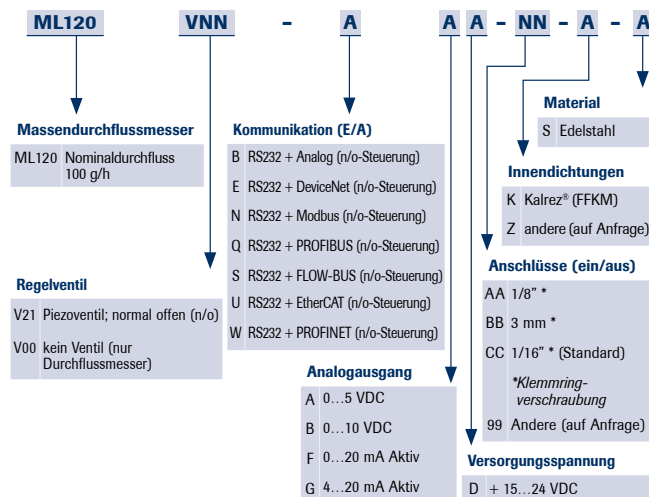 ML120 VNN - A A A - NN - A - A
Massendurchflussmesser
ML120 Nominaldurchfluss
100 g/h
Regelventil
V21 Piezoventil; normal offen (n/o)
V00 kein Ventil (nur
Durchflussmesser)
Kommunikation (E/A)
B RS232 + Analog (n/o-Steuerung)
E RS232 + DeviceNet (n/o-Steuerung)
N RS232 + Modbus (n/o-Steuerung)
Q RS232 + PROFIBUS (n/o-Steuerung)
S RS232 + FLOW-BUS (n/o-Steuerung)
U RS232 + EtherCAT (n/o-Steuerung)
W RS232 + PROFINET (n/o-Steuerung)
Analogausgang
A 0…5 VDC
B 0…10 VDC
F 0…20 mA Aktiv
G 4…20 mA Aktiv
Material
S Edelstahl
Innendichtungen
K Kalrez® (FFKM)
Z andere (auf Anfrage)
Anschlüsse (ein/aus)
AA 1/8” *
BB 3 mm *
CC 1/16” * (Standard)
*Klemmring-
verschraubung
99 Andere (auf Anfrage)
Versorgungsspannung
D + 15…24 VDC